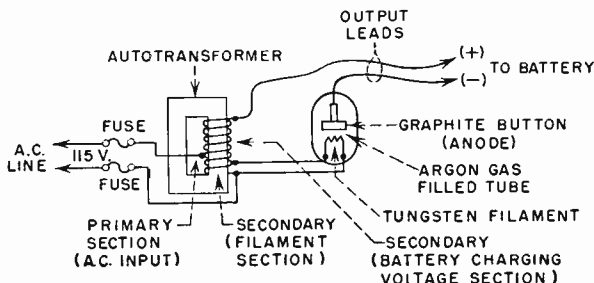 OUTPUT
LEADS
AUTOTRANSFORMER
(+)
(-)
TO BATTERY
FUSE
A.C.
LINE
115 V.
FUSE
GRAPHITE BUTTON
(ANODE)
ARGON GAS
FILLED TUBE
TUNGSTEN FILAMENT
PRIMARY
SECTION
(A.C. INPUT)
SECONDARY
(FILAMENT
SECTION)
SECONDARY
(BATTERY CHARGING
VOLTAGE SECTION)